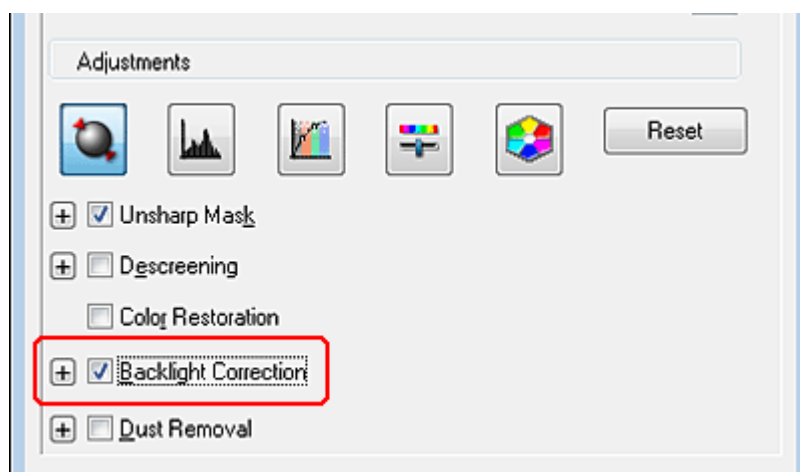 Adjustments
Reset
Unsharp Mask
Descreening
Color Restoration
Backlight Correction
Dust Removal